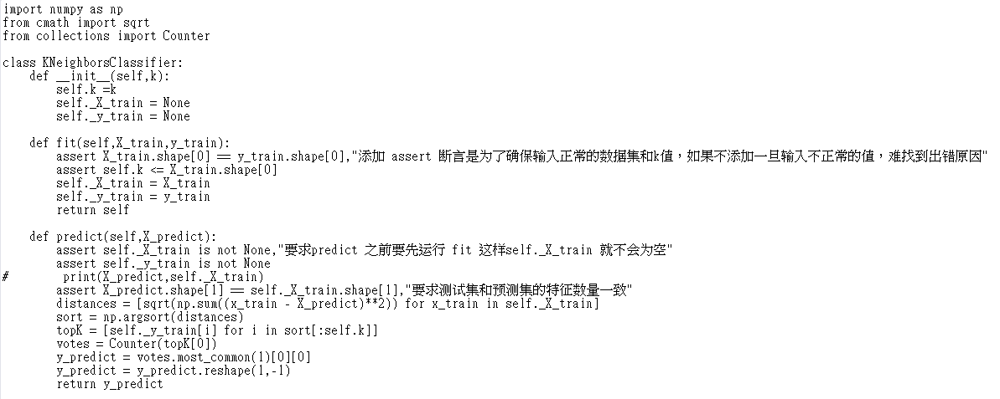 import numpy as np
from cmath import sqrt
from collections import Counter

class KNeighborsClassifier:
    def __init__(self,k):
        self.k =k
        self._X_train = None
        self._y_train = None

    def fit(self,X_train,y_train):
        assert X_train.shape[0] == y_train.shape[0],"添加 assert 断言是为了确保输入正常的数据集和k值，如果不添加一旦输入不正常的值，难找到出错原因"
        assert self.k <= X_train.shape[0]
        self._X_train = X_train
        self._y_train = y_train
        return self

    def predict(self,X_predict):
        assert self._X_train is not None,"要求predict 之前要先运行 fit 这样self._X_train 就不会为空"
        assert self._y_train is not None
#        print(X_predict,self._X_train)
        assert X_predict.shape[1] == self._X_train.shape[1],"要求测试集和预测集的特征数量一致"
        distances = [sqrt(np.sum((x_train - X_predict)**2)) for x_train in self._X_train]
        sort = np.argsort(distances)
        topK = [self._y_train[i] for i in sort[:self.k]]
        votes = Counter(topK[0])
        y_predict = votes.most_common(1)[0][0]
        y_predict = y_predict.reshape(1,-1)
        return y_predict